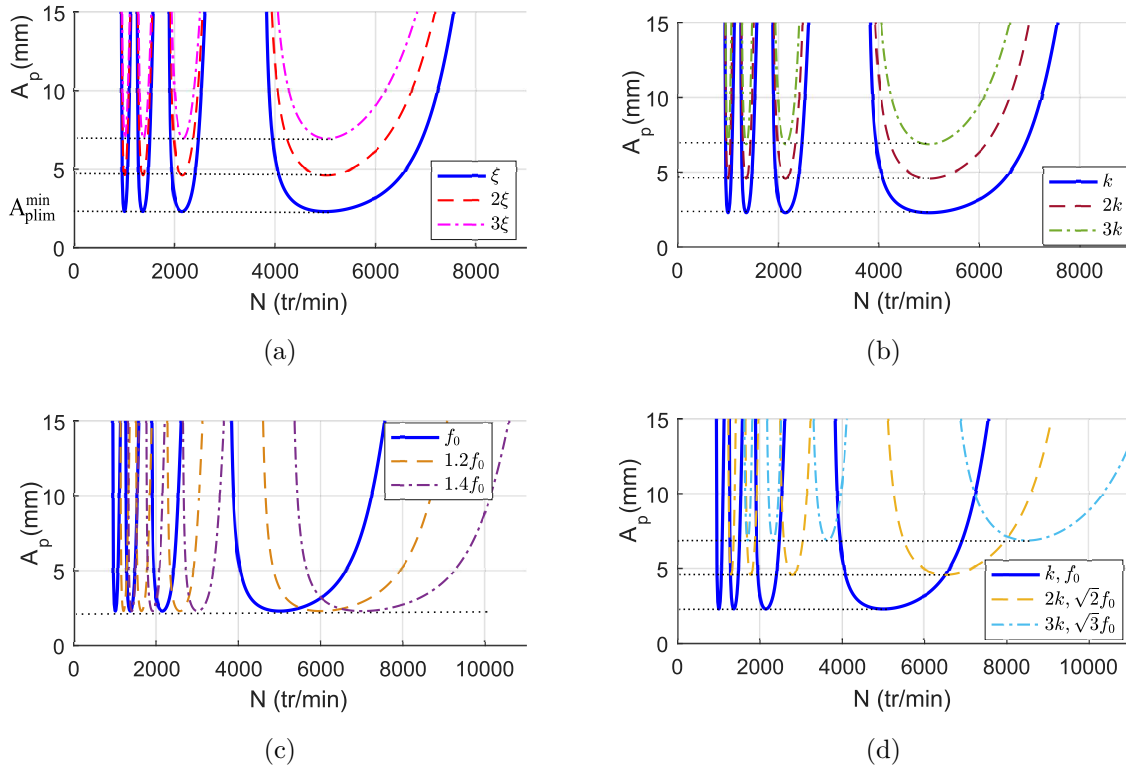 15
10
5
0
A_p (mm)
A_plim^min
0 2000 4000 6000 8000
N (tr/min)
ξ
2ξ
3ξ
(a)
15
10
5
0
A_p (mm)
0 2000 4000 6000 8000
N (tr/min)
k
2k
3k
(b)
15
10
5
0
A_p (mm)
0 2000 4000 6000 8000 10000
N (tr/min)
f_0
1.2f_0
1.4f_0
(c)
15
10
5
0
A_p (mm)
0 2000 4000 6000 8000 10000
N (tr/min)
k, f_0
2k, √2f_0
3k, √3f_0
(d)